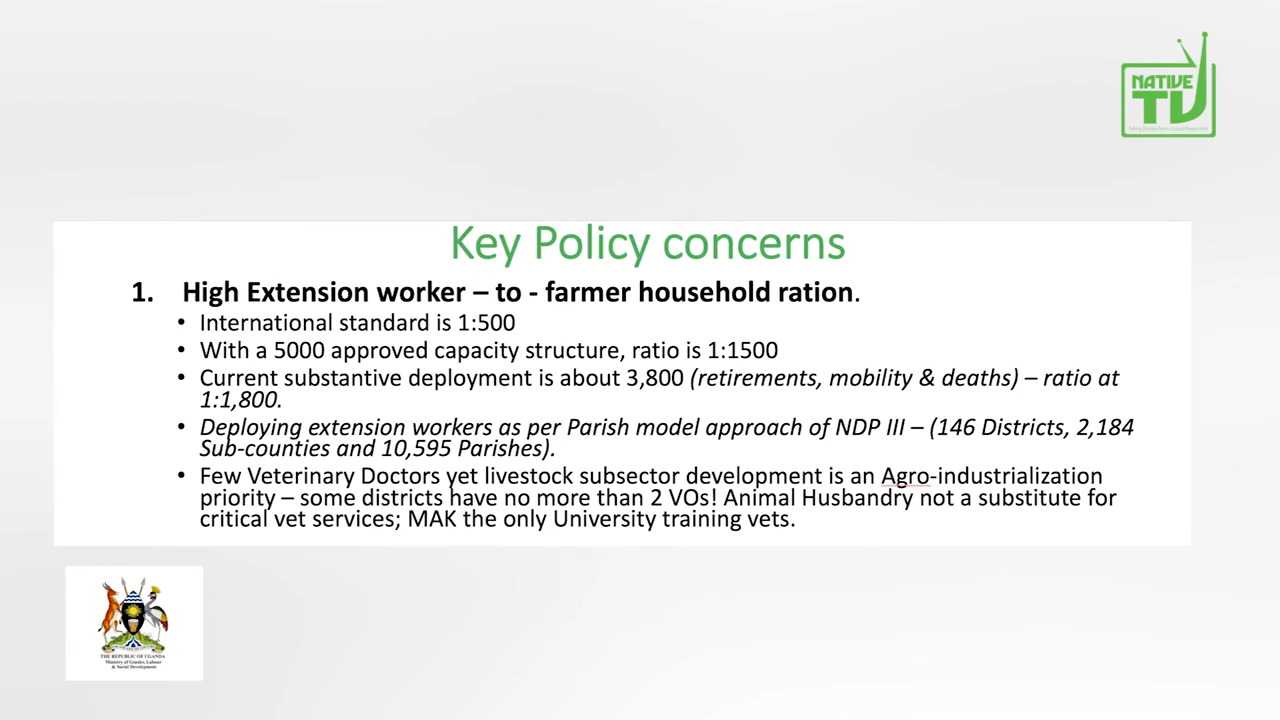 NATIVE
TV
Key Policy concerns
1. High Extension worker – to - farmer household ration.
• International standard is 1:500
• With a 5000 approved capacity structure, ratio is 1:1500
• Current substantive deployment is about 3,800 (retirements, mobility & deaths) – ratio at
1:1,800.
• Deploying extension workers as per Parish model approach of NDP III – (146 Districts, 2,184
Sub-counties and 10,595 Parishes).
• Few Veterinary Doctors yet livestock subsector development is an Agro-industrialization
priority – some districts have no more than 2 VOs! Animal Husbandry not a substitute for
critical vet services; MAK the only University training vets.
THE REPUBLIC OF UGANDA
Ministry of Gender, Labour
& Social Development